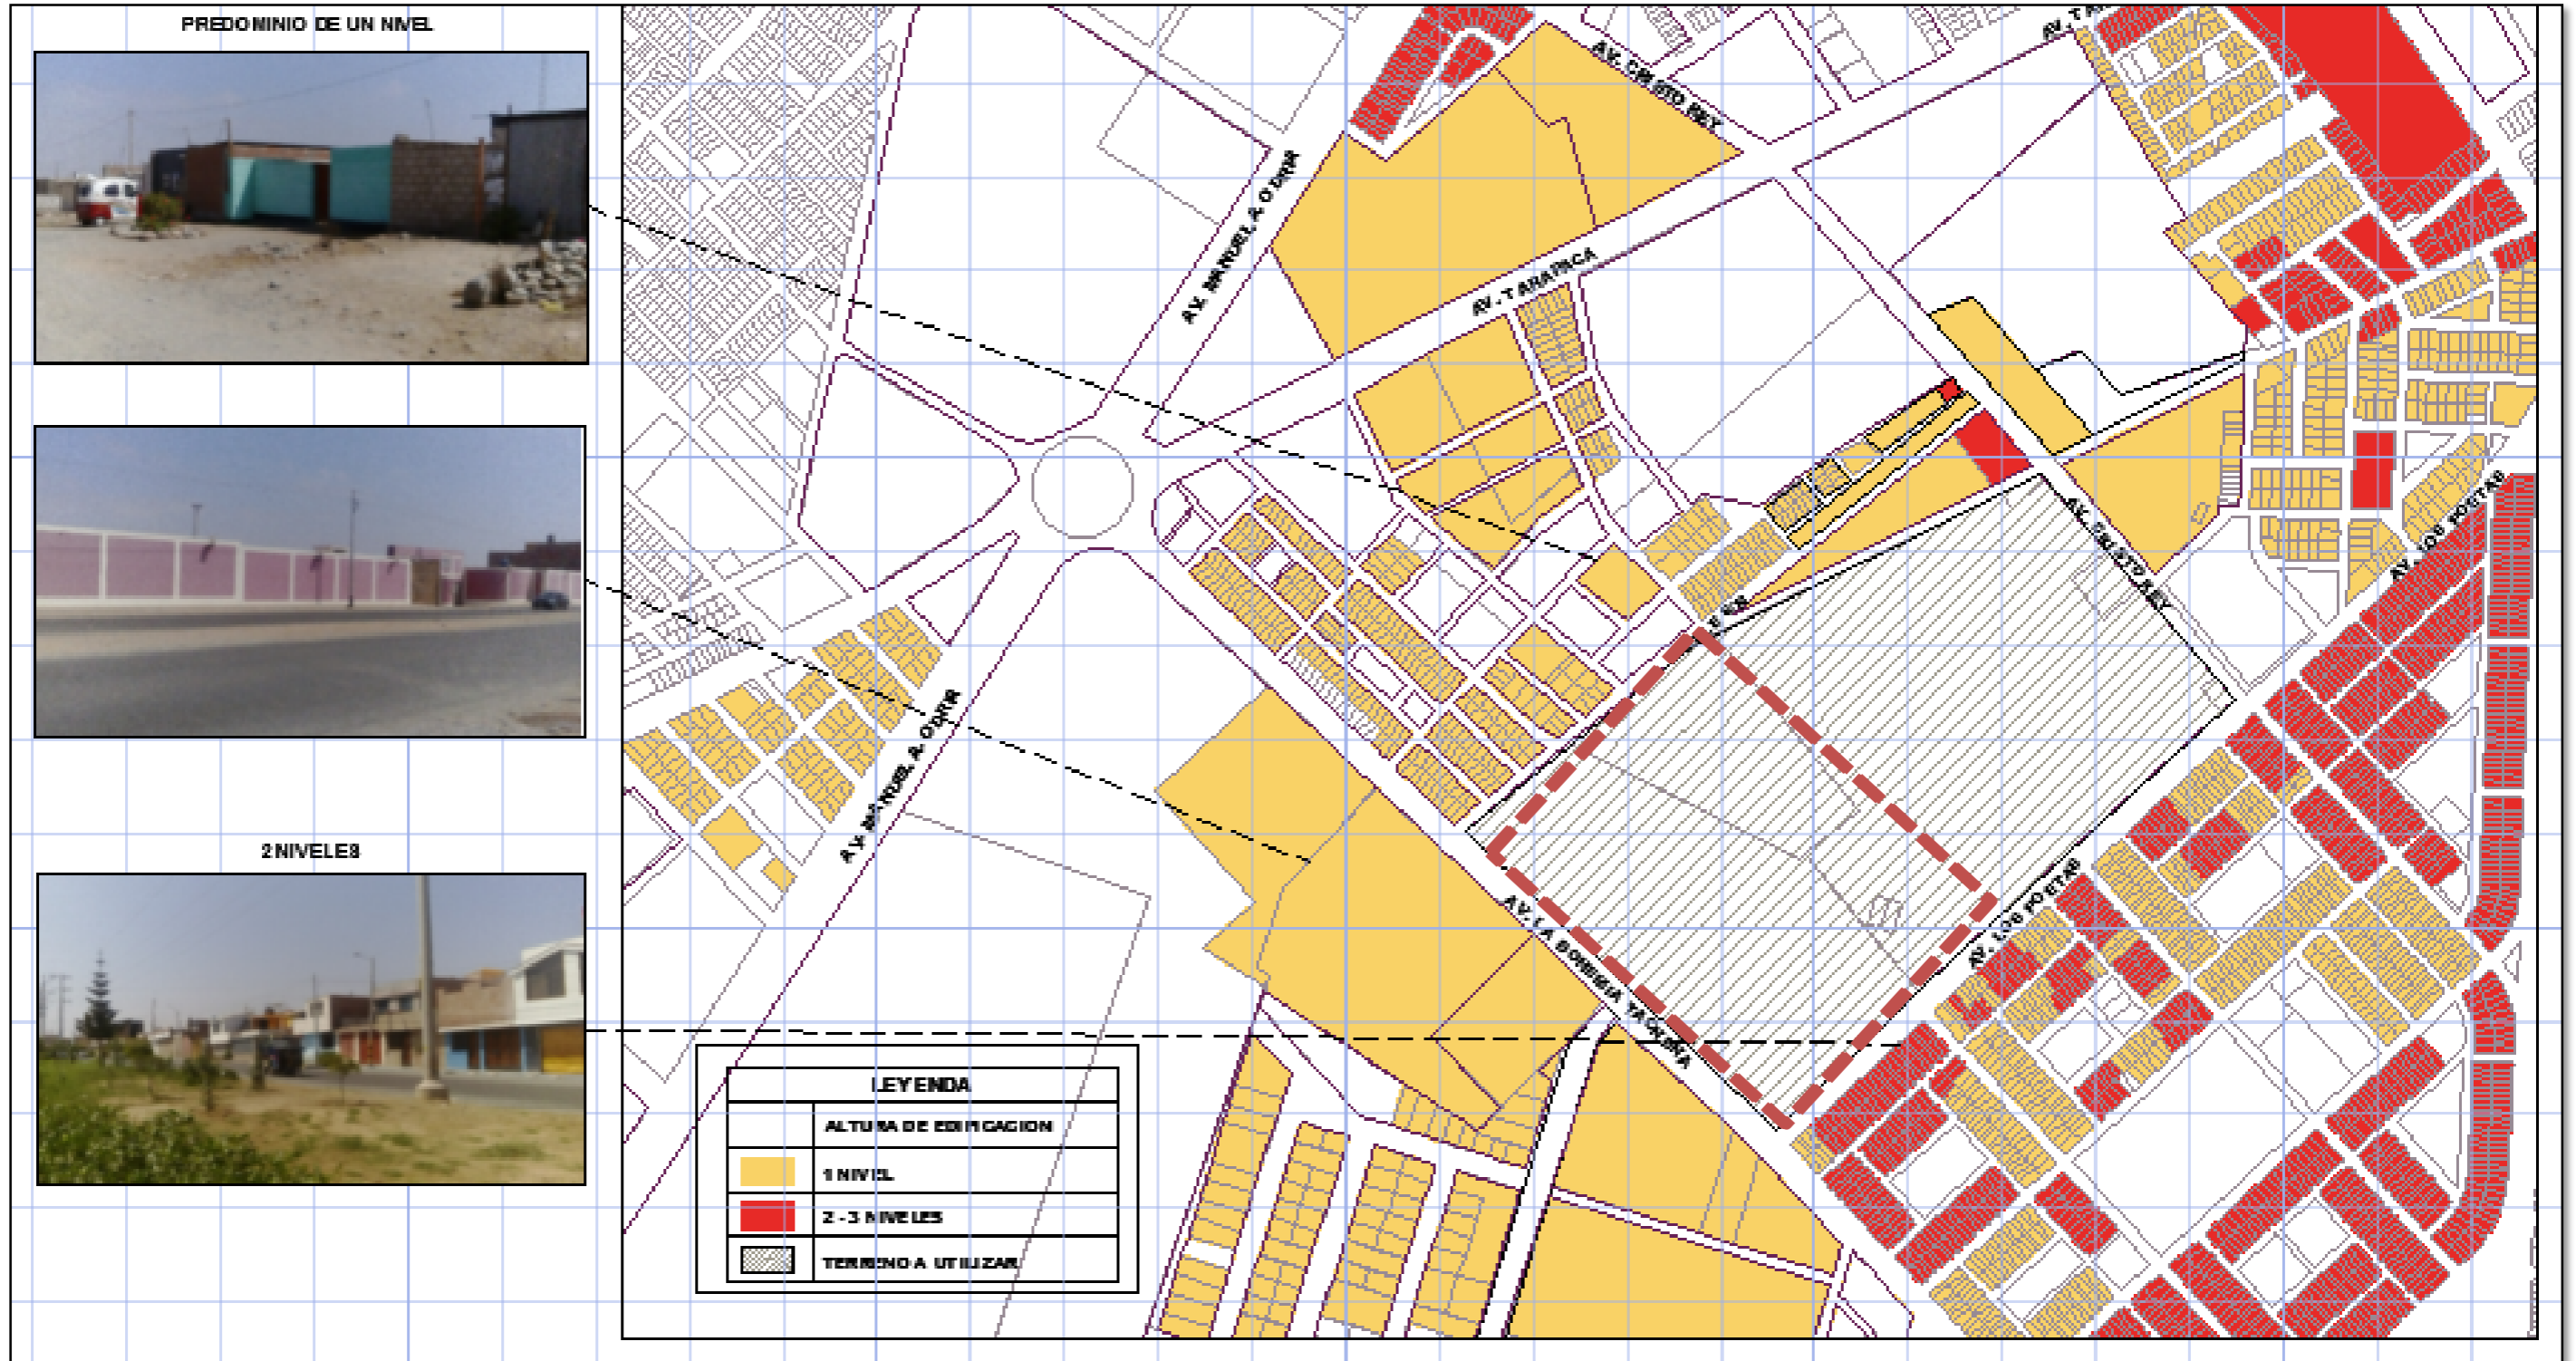 PREDOMINIO DE UN NIVEL
2 NIVELES
AV. CRISTO REY
AV. MANUEL A ODRIA
AV. TARAPACA
AV. CRISTO REY
AV. LOS POETAS
AV. MANUEL A. ODRIA
AV. LOS POETAS
AV. LA BOHEMIA TACNEÑA
LEYENDA
ALTURA DE EDIFICACION
1 NIVEL
2 - 3 NIVELES
TERRENO A UTILIZAR